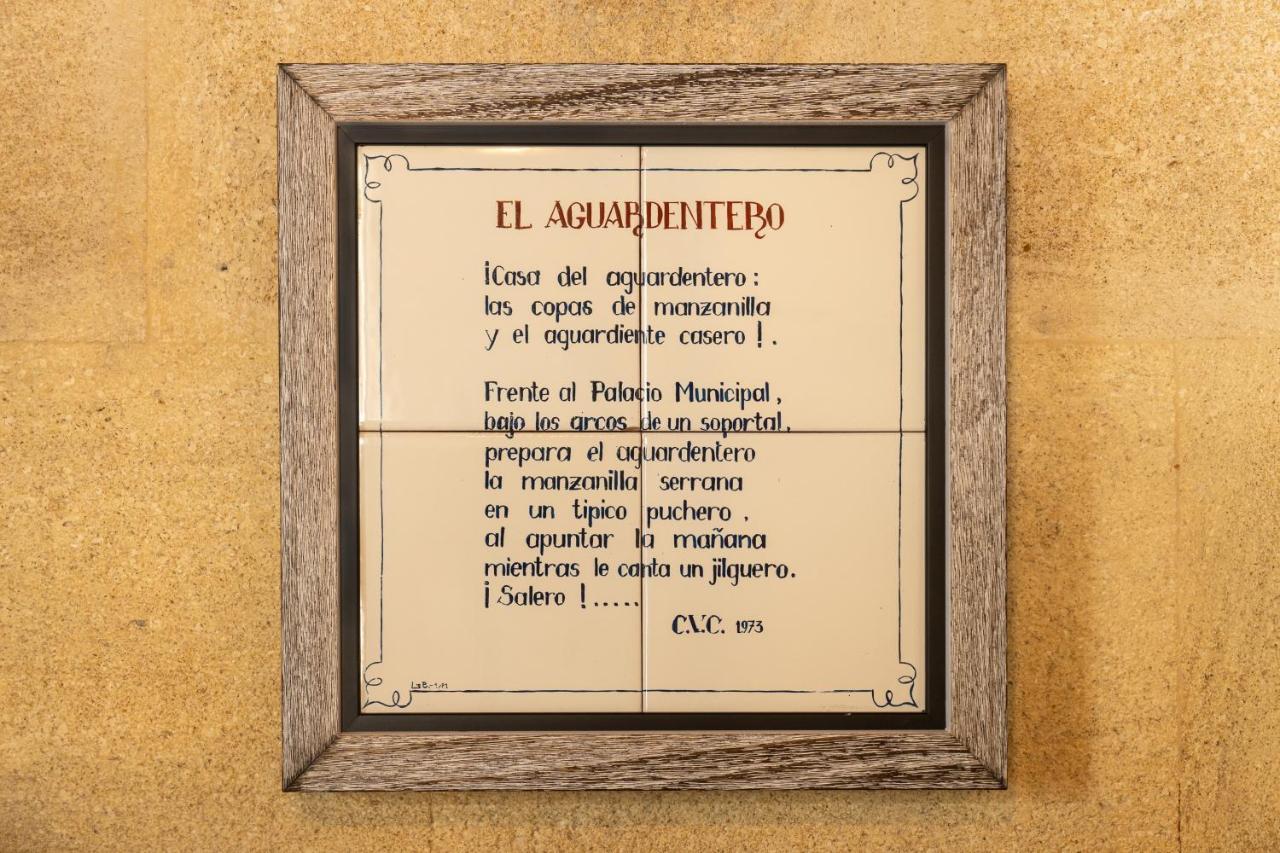 EL AGUARDENTERO
¡Casa del aguardentero:
las copas de manzanilla
y el aguardiente casero!.
Frente al Palacio Municipal,
bajo los arcos de un soportal,
prepara el aguardentero
la manzanilla serrana
en un tipico puchero,
al apuntar la mañana
mientras le canta un jilguero.
¡Salero!.....
C.V.C. 1973